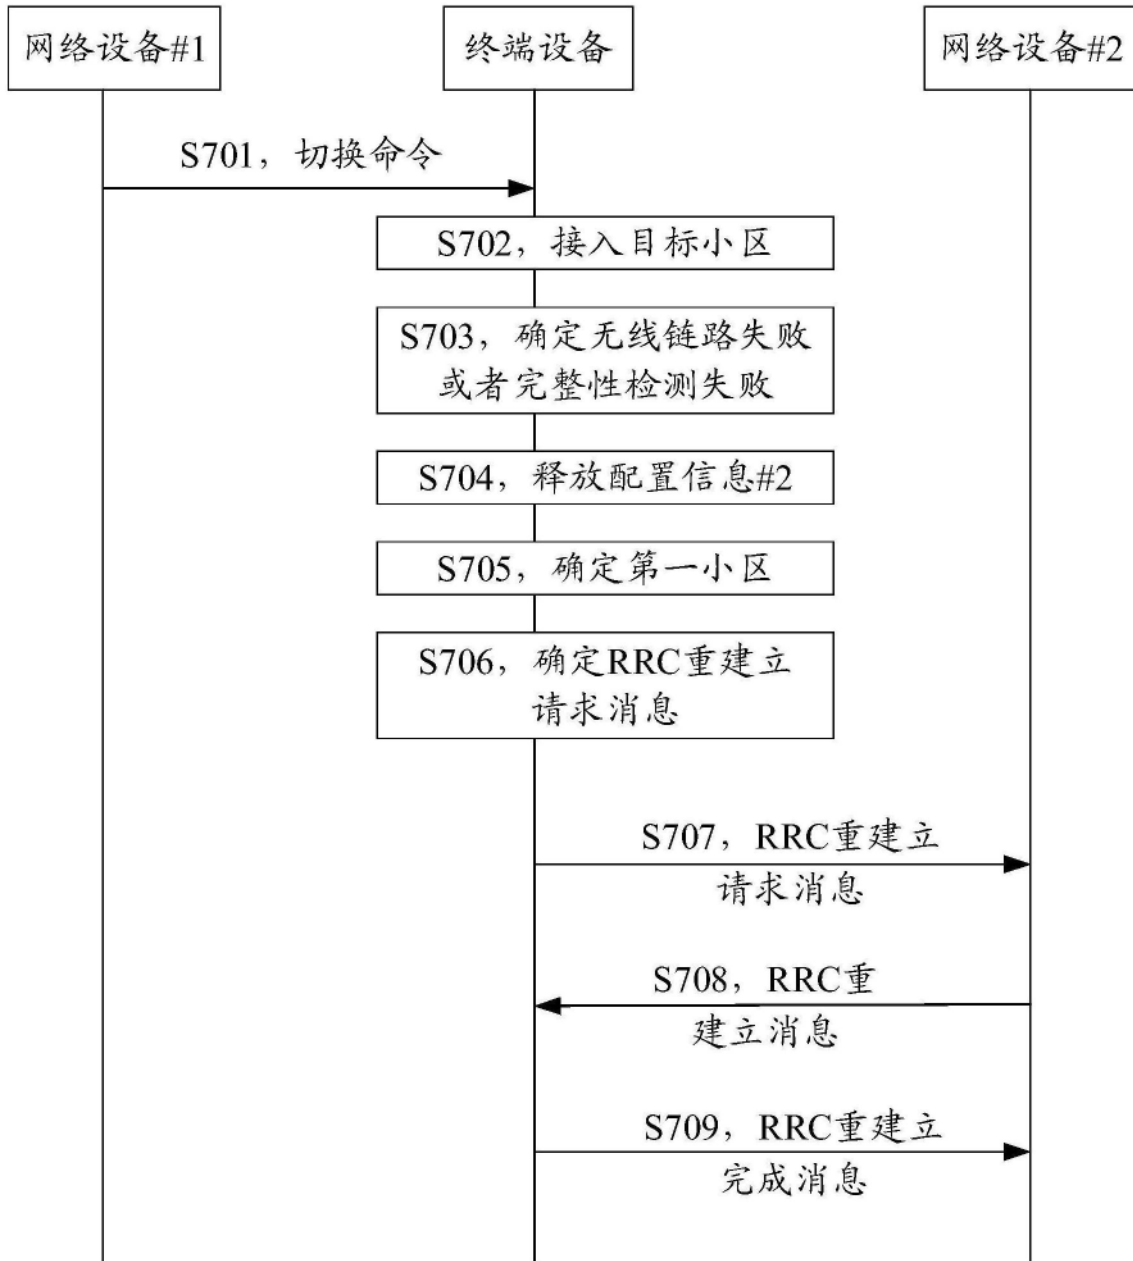 网络设备#1
终端设备
网络设备#2
S701，切换命令
S702，接入目标小区
S703，确定无线链路失败
或者完整性检测失败
S704，释放配置信息#2
S705，确定第一小区
S706，确定RRC重建立
请求消息
S707，RRC重建立
请求消息
S708，RRC重
建立消息
S709，RRC重建立
完成消息